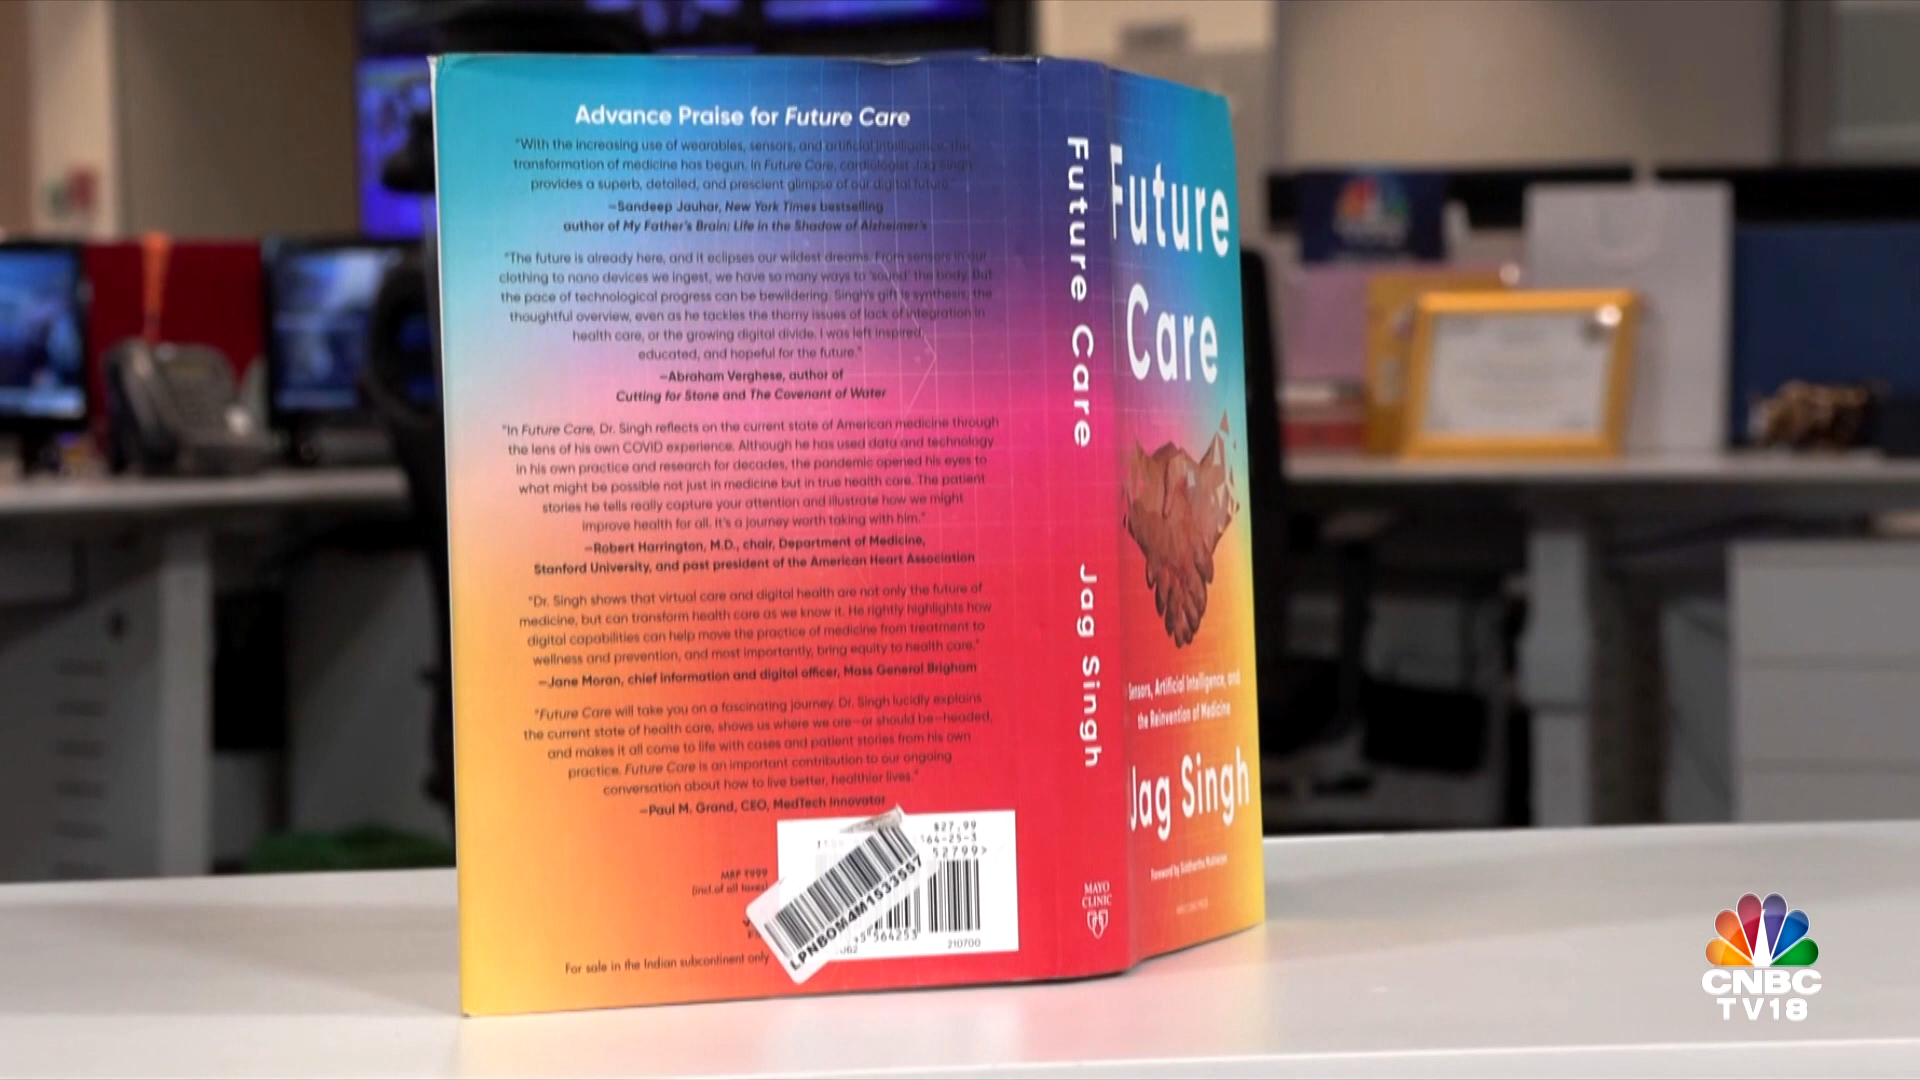 Advance Praise for Future Care
"With the increasing use of wearables, sensors, and artificial intelligence, the
transformation of medicine has begun. In Future Care, cardiologist Jag Singh
provides a superb, detailed, and prescient glimpse of our digital future."
—Sandeep Jauhar, New York Times bestselling
author of My Father's Brain: Life in the Shadow of Alzheimer's
"The future is already here, and it eclipses our wildest dreams. From sensors in our
clothing to nano devices we ingest, we have so many ways to 'sound' the body. But
the pace of technological progress can be bewildering. Singh's gift is synthesis, the
thoughtful overview, even as he tackles the thorny issues of lack of integration in
health care, or the growing digital divide. I was left inspired,
educated, and hopeful for the future."
—Abraham Verghese, author of
Cutting for Stone and The Covenant of Water
"In Future Care, Dr. Singh reflects on the current state of American medicine through
the lens of his own COVID experience. Although he has used data and technology
in his own practice and research for decades, the pandemic opened his eyes to
what might be possible not just in medicine but in true health care. The patient
stories he tells really capture your attention and illustrate how we might
improve health for all. It's a journey worth taking with him."
—Robert Harrington, M.D., chair, Department of Medicine,
Stanford University, and past president of the American Heart Association
"Dr. Singh shows that virtual care and digital health are not only the future of
medicine, but can transform health care as we know it. He rightly highlights how
digital capabilities can help move the practice of medicine from treatment to
wellness and prevention, and most importantly, bring equity to health care."
—Jane Moran, chief information and digital officer, Mass General Brigham
"Future Care will take you on a fascinating journey. Dr. Singh lucidly explains
the current state of health care, shows us where we are—or should be—headed,
and makes it all come to life with cases and patient stories from his own
practice. Future Care is an important contribution to our ongoing
conversation about how to live better, healthier lives."
—Paul M. Grand, CEO, MedTech Innovator
MRP ₹999
(incl. of all taxes)
For sale in the Indian subcontinent only
$27.99
64-25-3
52799>
LPNBOM4M1533557
5 564253
210700
Future Care
Jag Singh
MAYO
CLINIC
Future
Care
Sensors, Artificial Intelligence, and
the Reinvention of Medicine
Jag Singh
Foreword by Siddhartha Mukherjee
CNBC
TV18